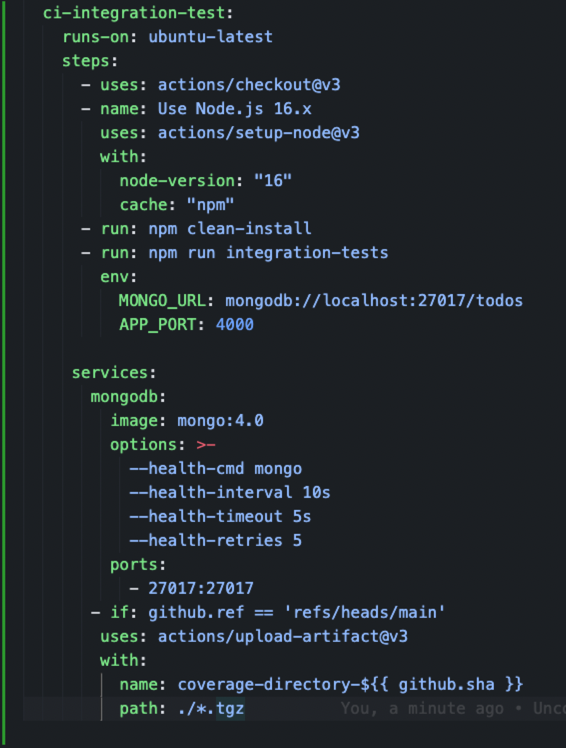 ci-integration-test:
runs-on: ubuntu-latest
steps:
- uses: actions/checkout@v3
- name: Use Node.js 16.x
uses: actions/setup-node@v3
with:
node-version: "16"
cache: "npm"
- run: npm clean-install
- run: npm run integration-tests
env:
MONGO_URL: mongodb://localhost:27017/todos
APP_PORT: 4000
services:
mongodb:
image: mongo:4.0
options: >-
--health-cmd mongo
--health-interval 10s
--health-timeout 5s
--health-retries 5
ports:
- 27017:27017
- if: github.ref == 'refs/heads/main'
uses: actions/upload-artifact@v3
with:
name: coverage-directory-${{ github.sha }}
path: ./*.tgz You, a minute ago • Unco